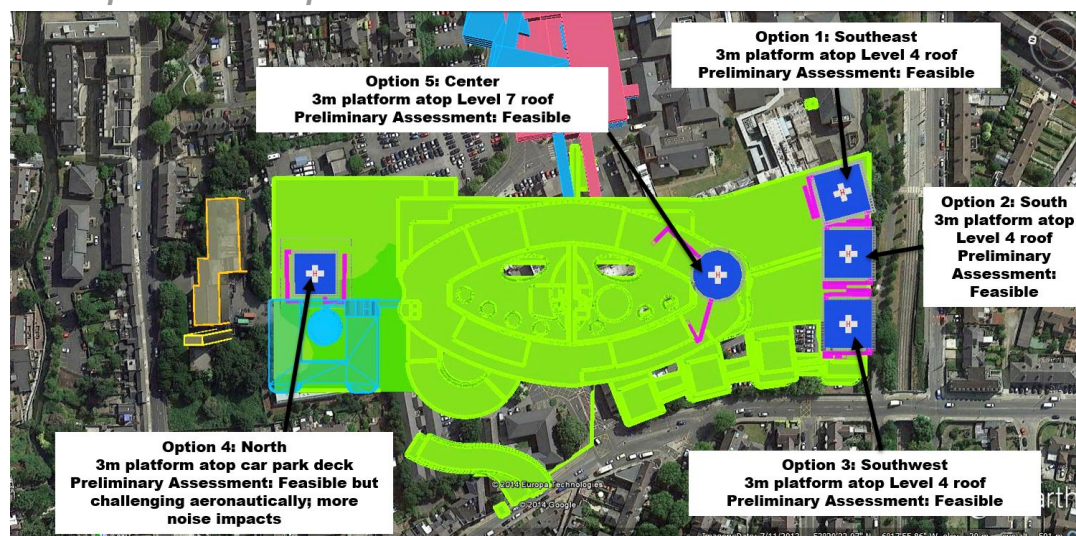 Option 1: Southeast
3m platform atop Level 4 roof
Preliminary Assessment: Feasible
Option 5: Center
3m platform atop Level 7 roof
Preliminary Assessment: Feasible
Option 2: South
3m platform atop
Level 4 roof
Preliminary
Assessment:
Feasible
H
H
H
H
H
Option 4: North
3m platform atop car park deck
Preliminary Assessment: Feasible but
challenging aeronautically; more
noise impacts
Option 3: Southwest
3m platform atop Level 4 roof
Preliminary Assessment: Feasible
© 2014 Europa Technologies
© 2014 Google
arth